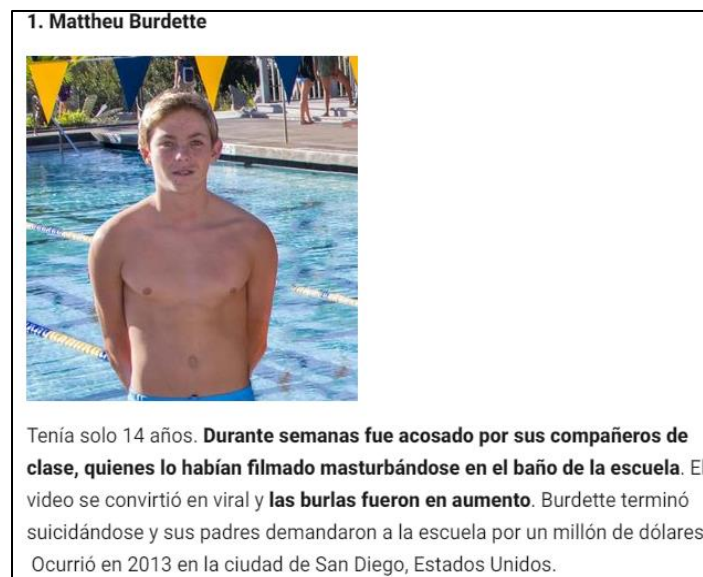 1. Mattheu Burdette
Tenía solo 14 años. Durante semanas fue acosado por sus compañeros de
clase, quienes lo habían filmado masturbándose en el baño de la escuela. El
video se convirtió en viral y las burlas fueron en aumento. Burdette terminó
suicidándose y sus padres demandaron a la escuela por un millón de dólares
Ocurrió en 2013 en la ciudad de San Diego, Estados Unidos.